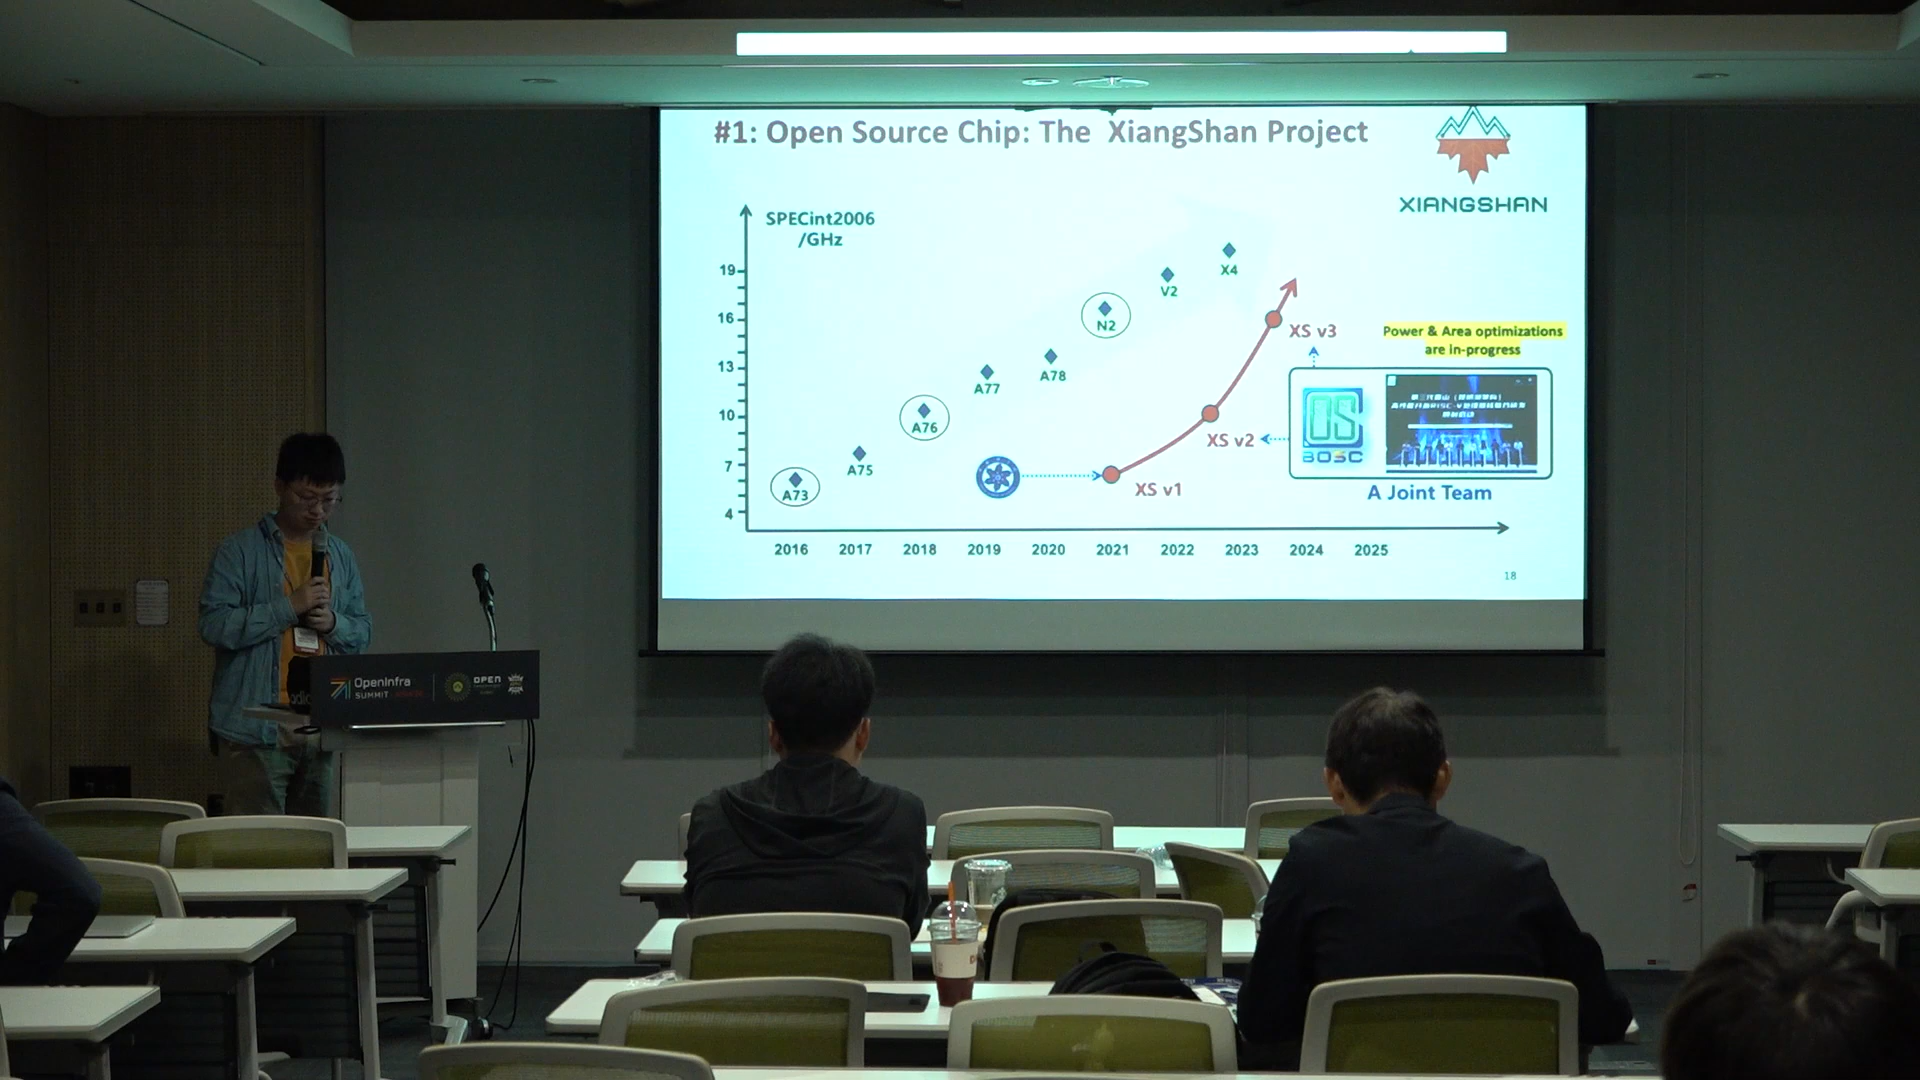 #1: Open Source Chip: The XiangShan Project
XIANGSHAN
SPECint2006
/GHz
19
16
13
10
7
4
X4
V2
N2
A78
A77
A76
A75
A73
XS v3
XS v2
XS v1
Power & Area optimizations
are in-progress
OS
BOSC
A Joint Team
2016 2017 2018 2019 2020 2021 2022 2023 2024 2025
18
OpenInfra
SUMMIT
OPEN